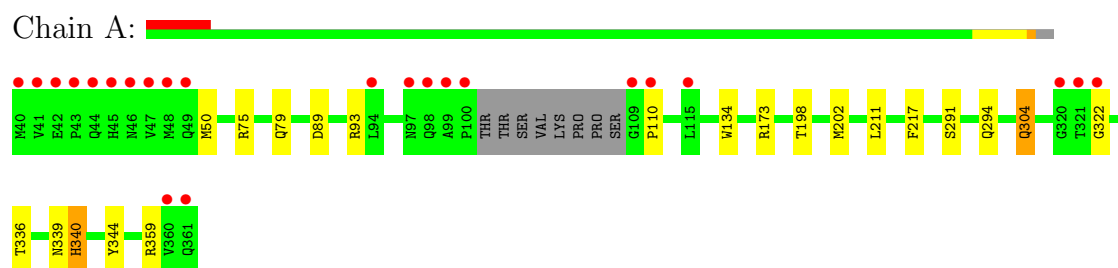 Chain A:
M40 V41 E42 P43 Q44 H45 N46 V47 M48 Q49 M50 R75 Q79 D89 R93 L94 N97 Q98 A99 P100 THR THR SER VAL LYS PRO PRO SER G109 P110 L115 W134 R173 T198 M202 L211 F217 S291 Q294 Q304 G320 T321 G322
T336 N339 H340 Y344 R359 V360 Q361